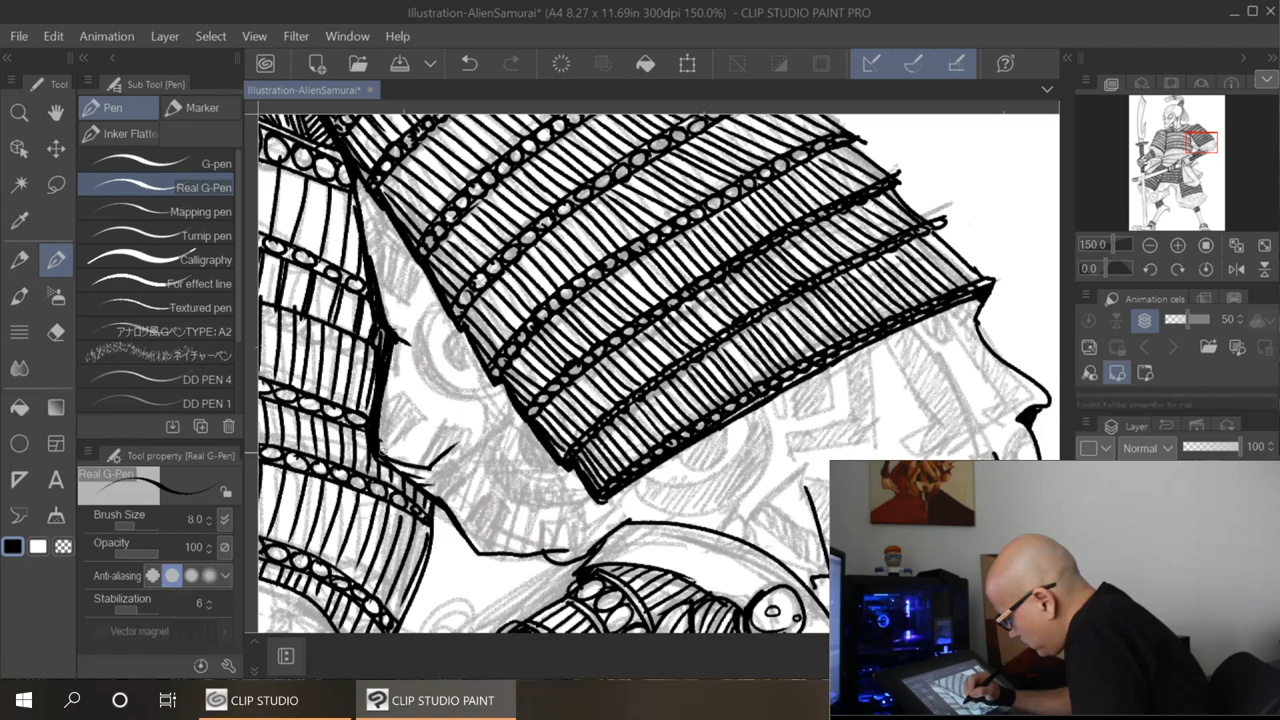 Illustration-AlienSamurai* (A4 8.27 x 11.69in 300dpi 150.0%) - CLIP STUDIO PAINT PRO
File Edit Animation Layer Select View Filter Window Help
Tool
Sub Tool [Pen]
Illustration-AlienSamurai*
Pen
Marker
Inker Flatte
G-pen
Real G-Pen
Mapping pen
Turnip pen
Calligraphy
For effect line
Textured pen
アナログ風GペンTYPE: A2
DD PEN 4
DD PEN 1
Tool property [Real G-Pen]
Real G-Pen
Brush Size 8.0
Opacity 100
Anti-aliasing
Stabilization 6
Vector magnet
150.0
0.0
Animation cels
50
Layer
Normal 100
CLIP STUDIO
CLIP STUDIO PAINT